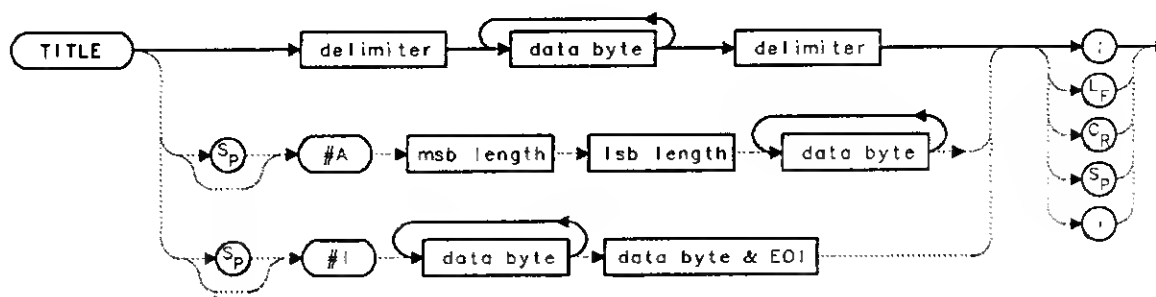 TITLE delimiter data byte delimiter ;
LF
SP #A msb length lsb length data byte CR
SP
SP #I data byte data byte & EOI ,